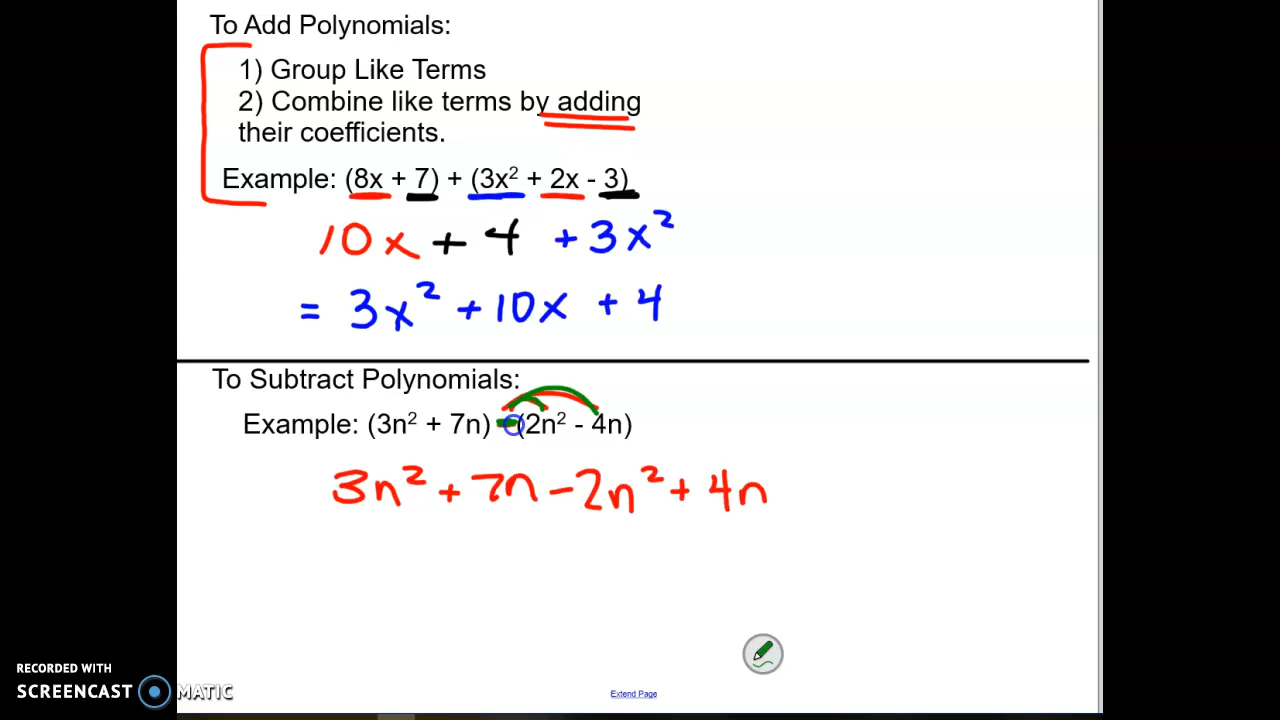 To Add Polynomials:
1) Group Like Terms
2) Combine like terms by adding
their coefficients.
Example: (8x + 7) + (3x² + 2x - 3)
10x + 4 + 3x²
= 3x² + 10x + 4
To Subtract Polynomials:
Example: (3n² + 7n) - (2n² - 4n)
3n² + 7n - 2n² + 4n
RECORDED WITH
SCREENCAST MATIC
Extend Page